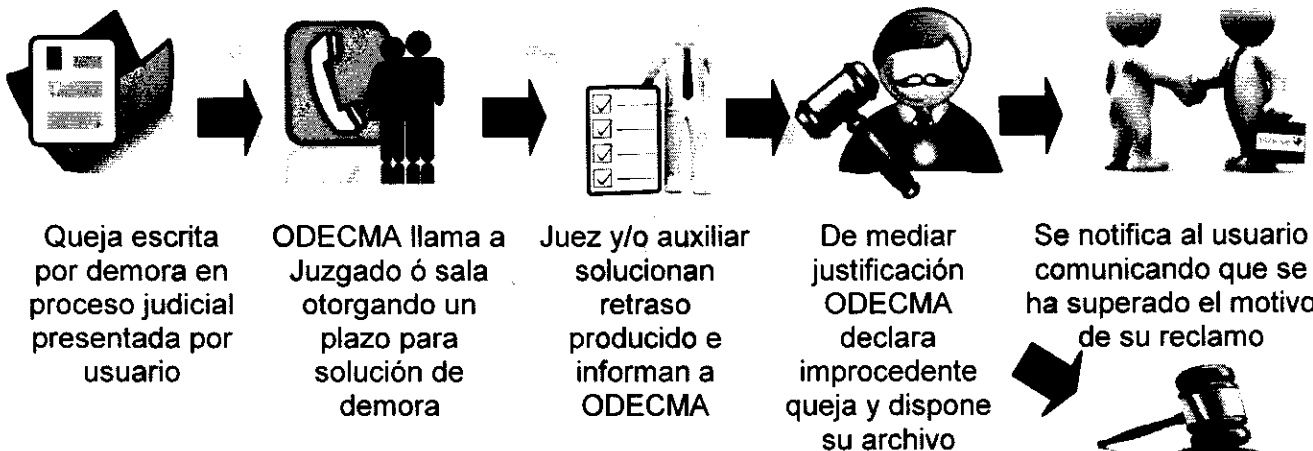 Queja escrita
por demora en
proceso judicial
presentada por
usuario
ODECMA llama a
Juzgado ó sala
otorgando un
plazo para
solución de
demora
Juez y/o auxiliar
solucionan
retraso
producido e
informan a
ODECMA
De mediar
justificación
ODECMA
declara
improcedente
queja y dispone
su archivo
Se notifica al usuario
comunicando que se
ha superado el motivo
de su reclamo